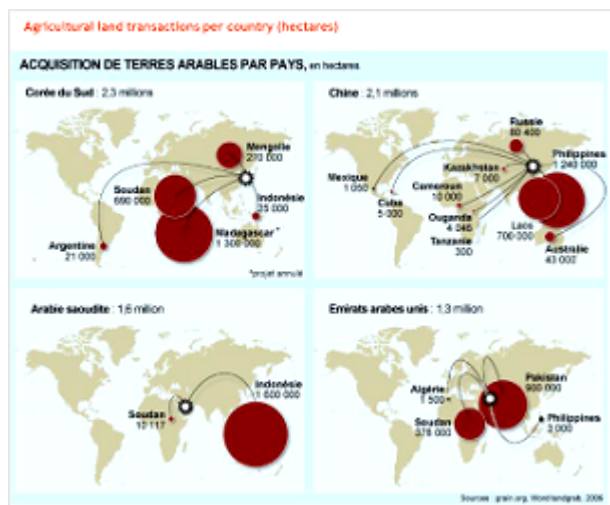 Agricultural land transactions per country (hectares)
ACQUISITION DE TERRES ARABLES PAR PAYS, en hectares
Corée du Sud : 2,3 millions
Mongolie
270 000
Soudan
690 000
Indonésie
25 000
Madagascar*
1 300 000
Argentine
21 000
*projet annulé
Chine : 2,1 millions
Russie
80 400
Philippines
1 240 000
Kazakhstan
7 000
Mexique
1 050
Cameroun
10 000
Cuba
5 000
Ouganda
4 046
Tanzanie
300
Laos
700 000
Australie
43 000
Arabie saoudite : 1,6 million
Indonésie
1 600 000
Soudan
10 117
Emirats arabes unis : 1,3 million
Pakistan
900 000
Algérie
1 500
Soudan
378 000
Philippines
3 000
Sources : grain.org,